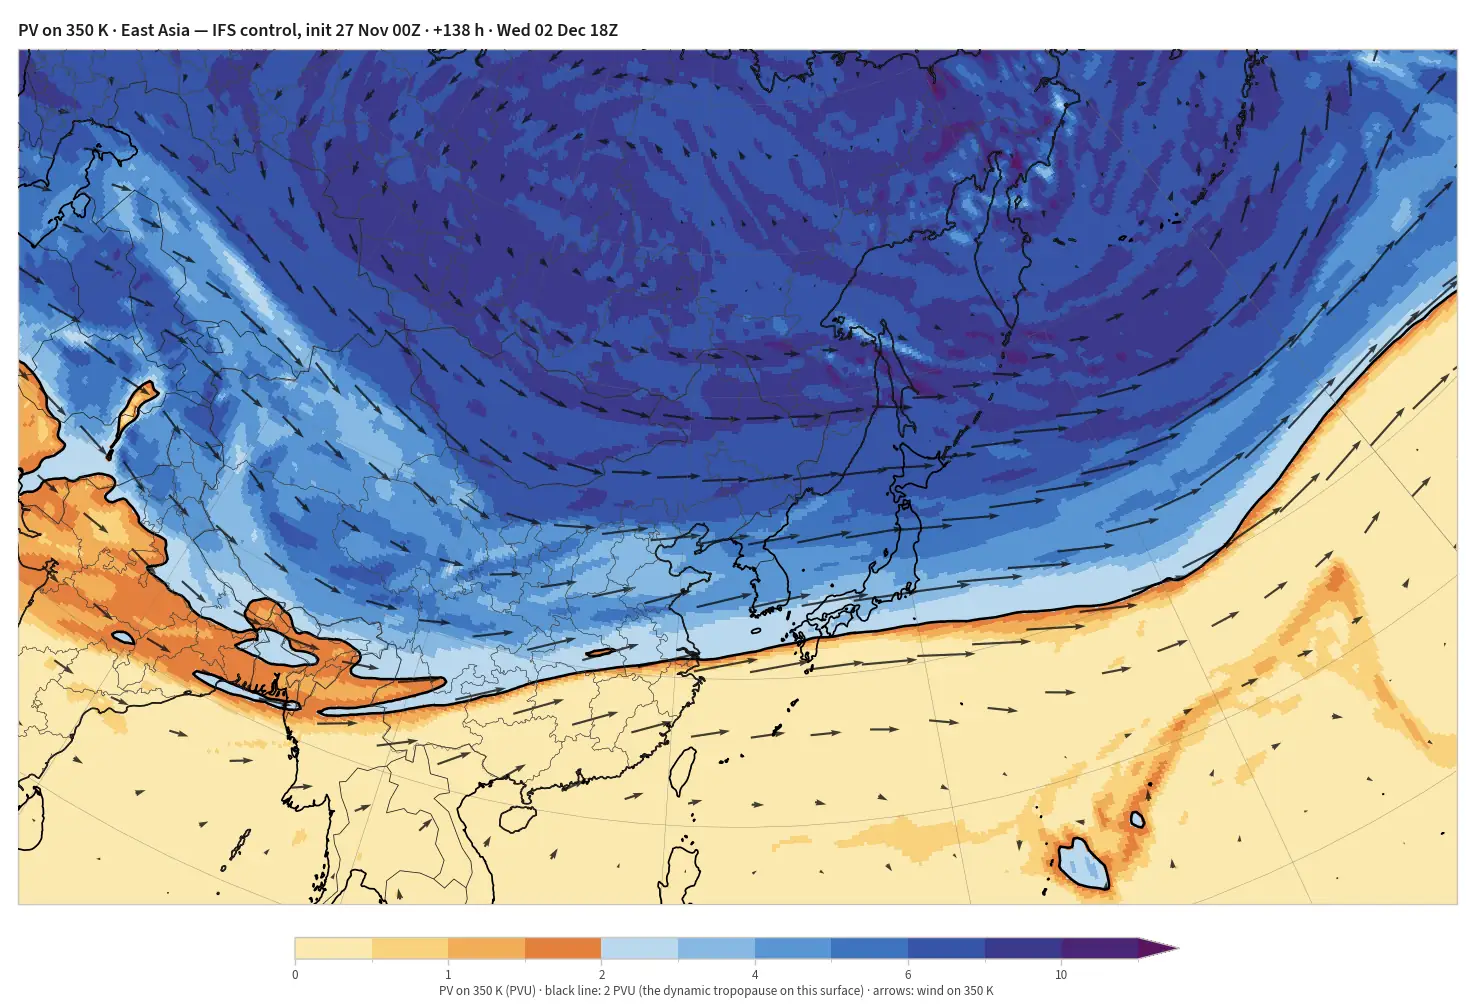 PV on 350 K · East Asia — IFS control, init 27 Nov 00Z · +138 h · Wed 02 Dec 18Z
0 1 2 4 6 10
PV on 350 K (PVU) · black line: 2 PVU (the dynamic tropopause on this surface) · arrows: wind on 350 K